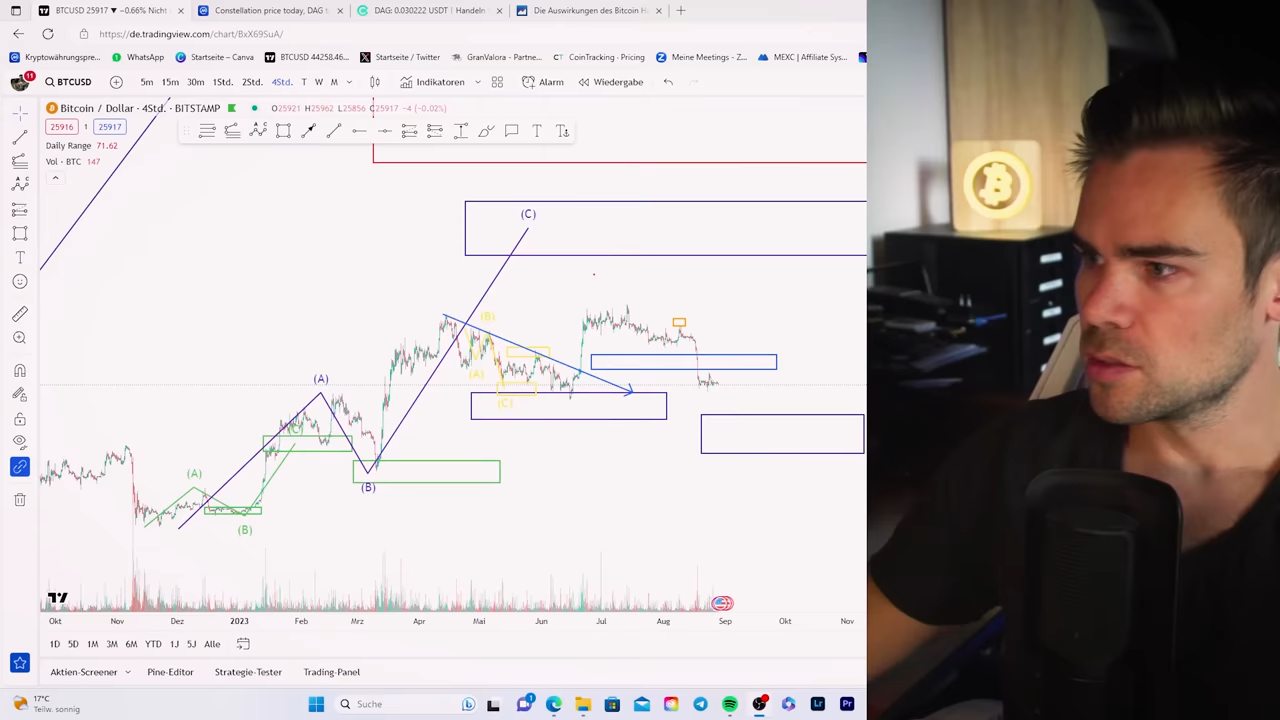 BTCUSD 25917 ▼ −0.66% Nicht
Constellation price today, DAG t
DAG: 0.030222 USDT | Handeln
Die Auswirkungen des Bitcoin H
https://de.tradingview.com/chart/BxX69SuA/
Kryptowährungspre...
WhatsApp
Startseite – Canva
BTCUSD 44258.46...
Startseite / Twitter
GranValora - Partne...
CoinTracking · Pricing
Meine Meetings - Z...
MEXC | Affiliate Sys...
11
BTCUSD
5m 15m 30m 1Std. 2Std. 4Std. T W M
Indikatoren
Alarm
Wiedergabe
Bitcoin / Dollar · 4Std. · BITSTAMP
O25921 H25962 L25856 C25917 −4 (−0.02%)
25916 1 25917
Daily Range 71.62
Vol · BTC 147
(C)
(B)
(A)
(A)
(C)
(C)
(A)
(B)
(B)
Okt Nov Dez 2023 Feb Mrz Apr Mai Jun Jul Aug Sep Okt Nov
1D 5D 1M 3M 6M YTD 1J 5J Alle
Aktien-Screener
Pine-Editor
Strategie-Tester
Trading-Panel
17°C
Teilw. sonnig
Suche
1
Lr
Pr